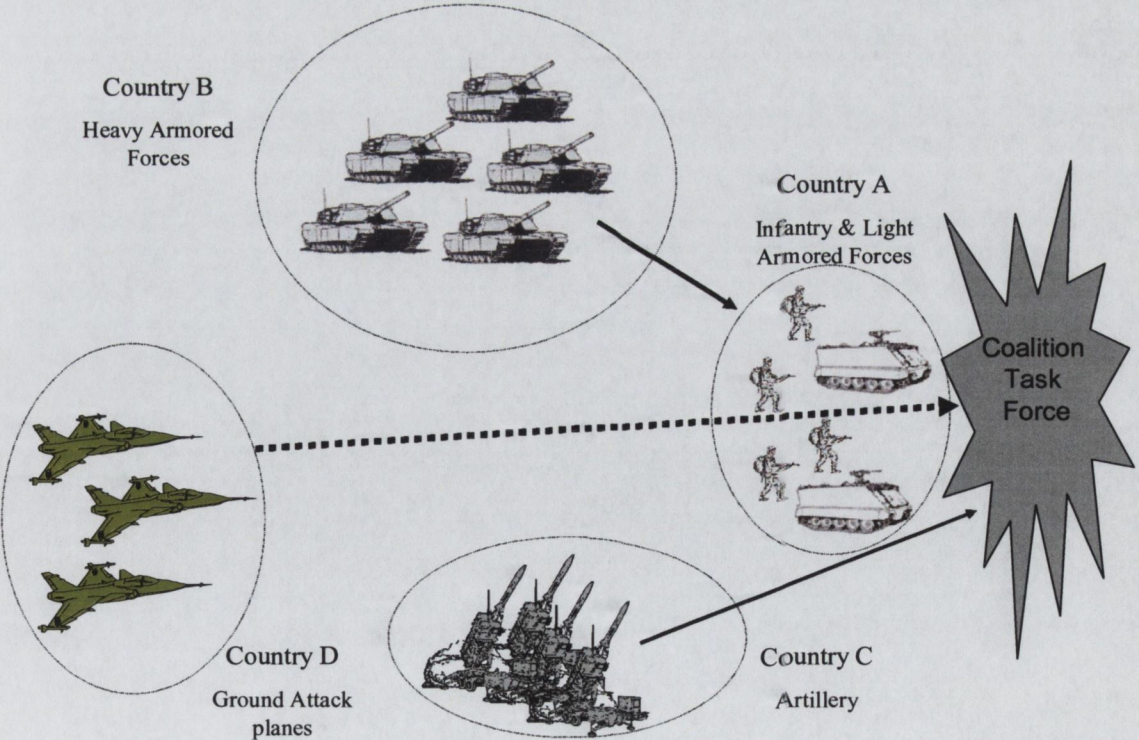 Country B
Heavy Armored
Forces
Country A
Infantry & Light
Armored Forces
Coalition
Task
Force
Country D
Ground Attack
planes
Country C
Artillery